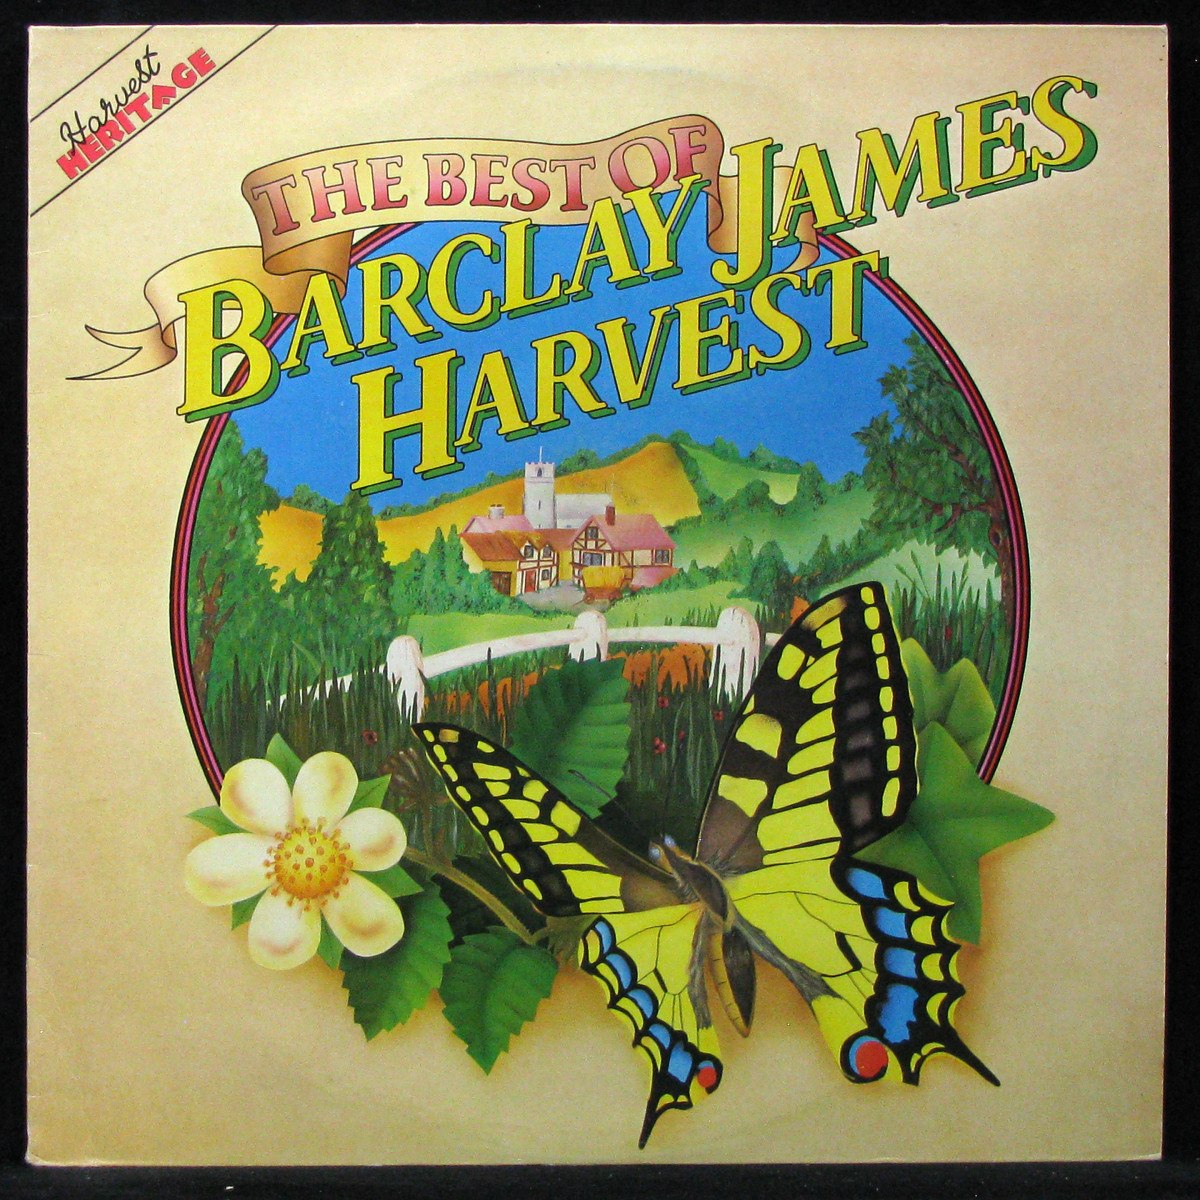 Harvest
HERITAGE
THE BEST OF
BARCLAY JAMES
HARVEST